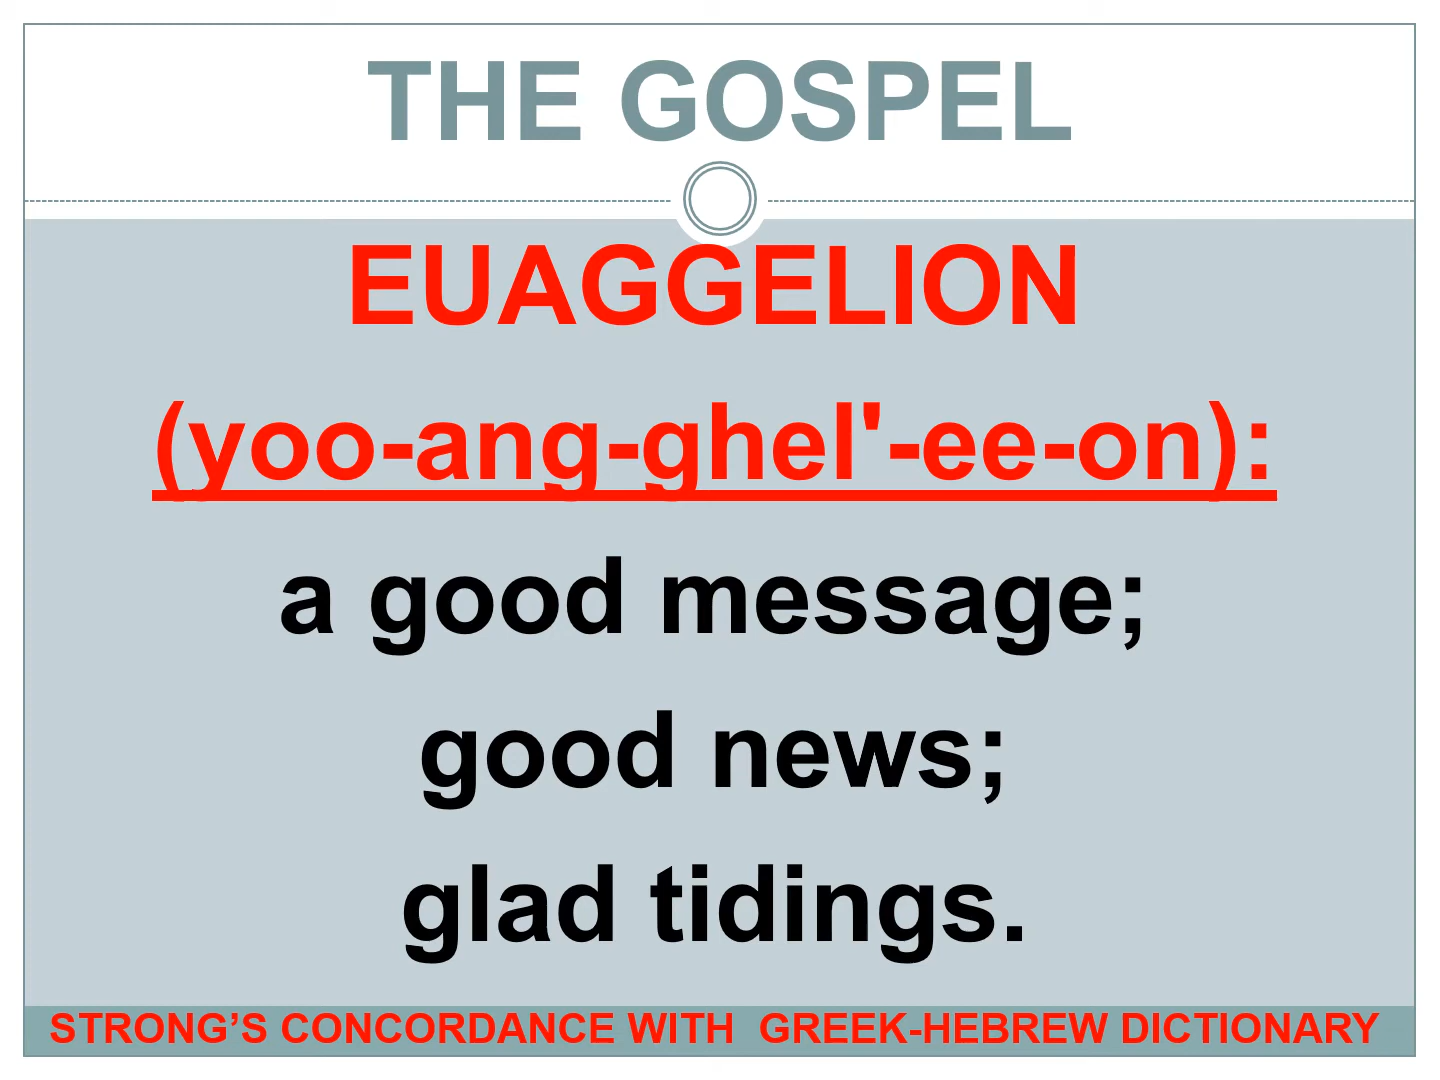 THE GOSPEL
EUAGGELION
(yoo-ang-ghel'-ee-on):
a good message;
good news;
glad tidings.
STRONG’S CONCORDANCE WITH  GREEK-HEBREW DICTIONARY